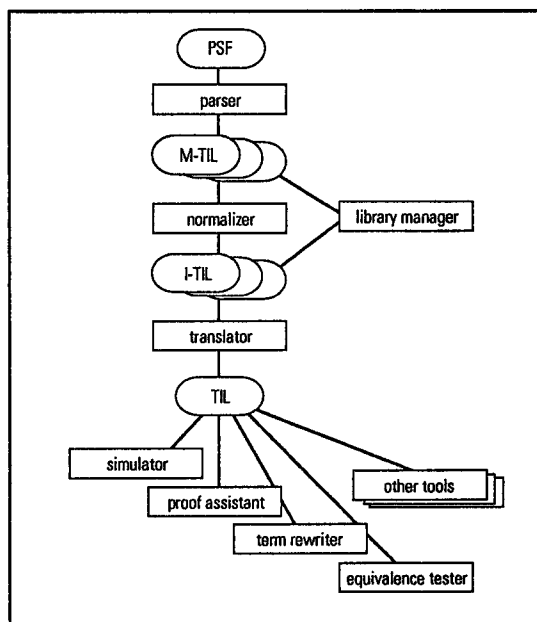 PSF
parser
M-TIL
normalizer
library manager
I-TIL
translator
TIL
simulator
other tools
proof assistant
term rewriter
equivalence tester